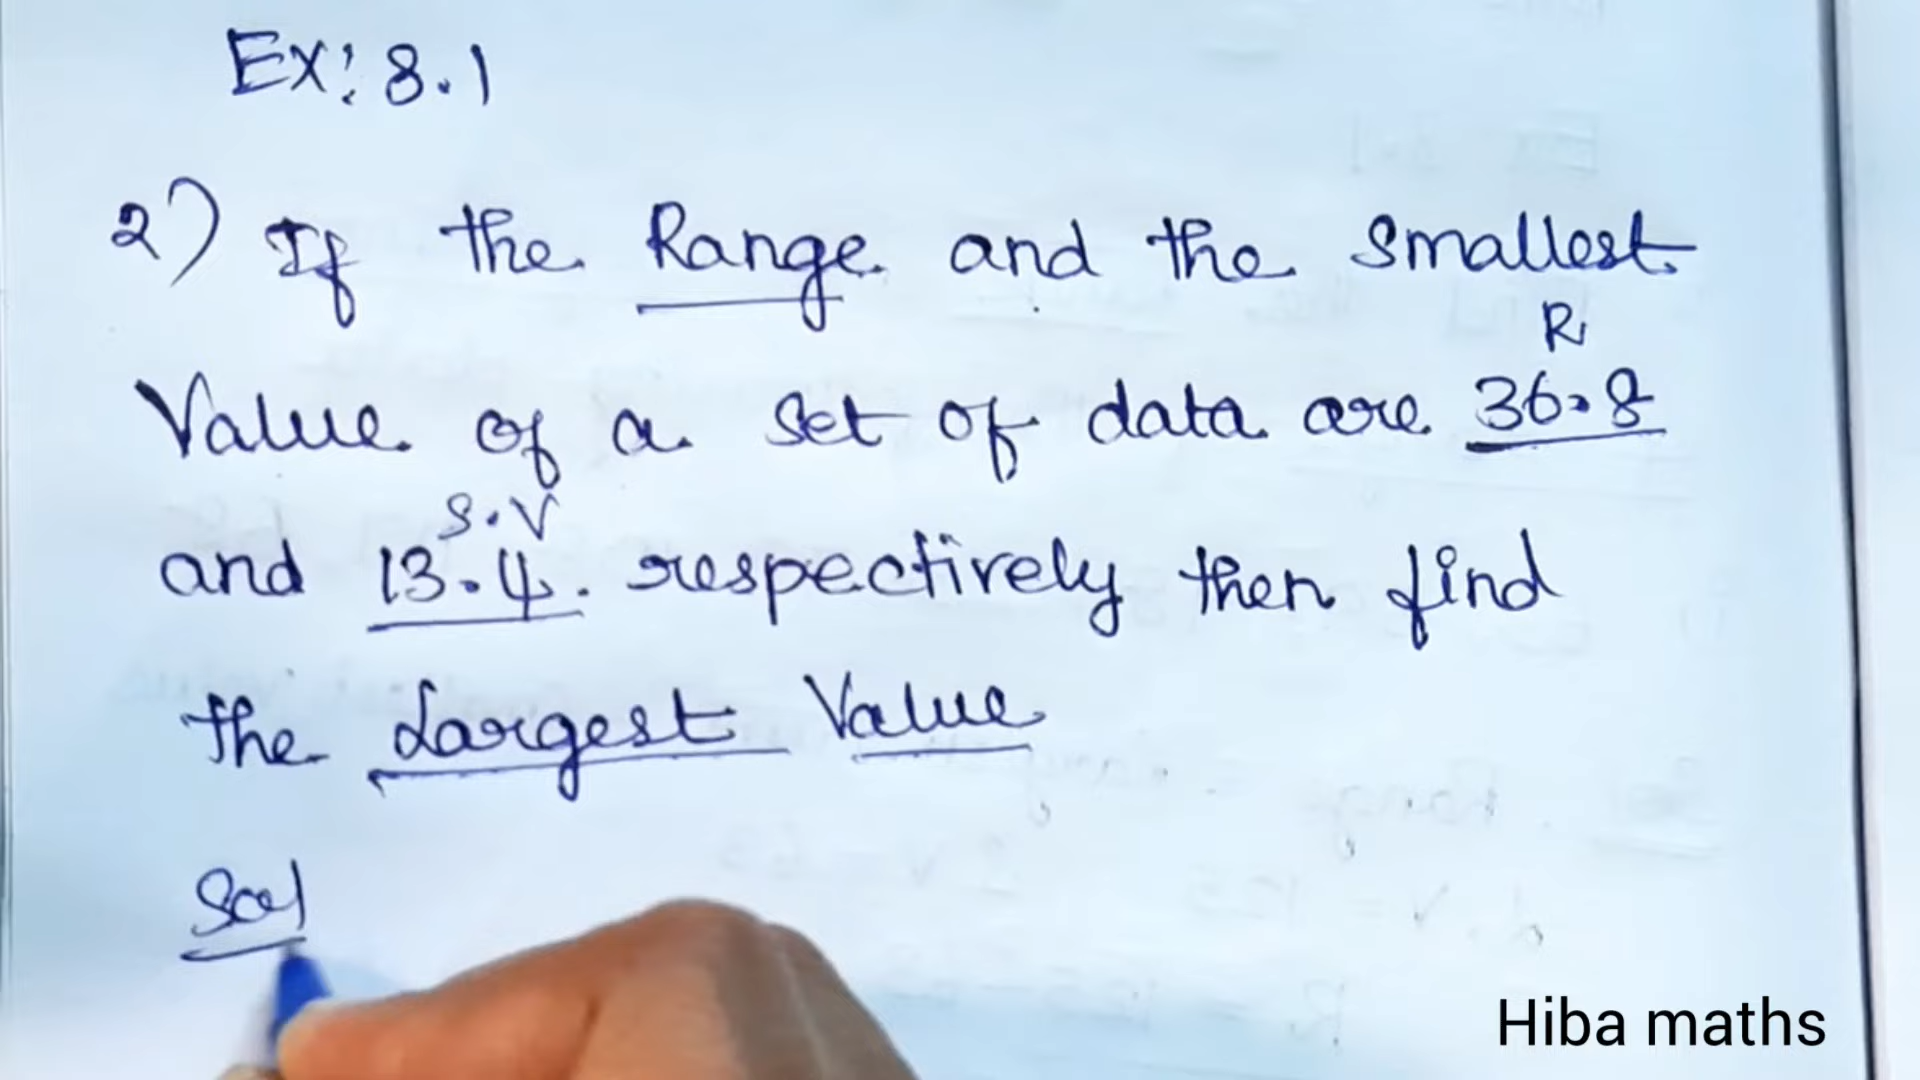 Ex: 8.1
2) If the Range and the Smallest
R
Value of a set of data are 36.8
S.V
and 13.4. respectively then find
the Largest Value
Sol
Hiba maths